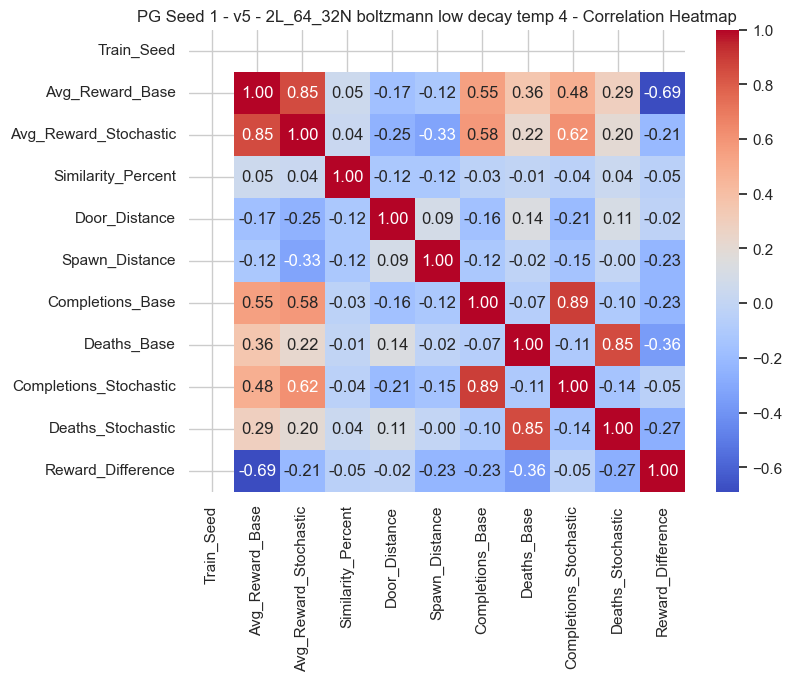 PG Seed 1 - v5 - 2L_64_32N boltzmann low decay temp 4 - Correlation Heatmap
Train_Seed
Avg_Reward_Base 1.00 0.85 0.05 -0.17 -0.12 0.55 0.36 0.48 0.29 -0.69
Avg_Reward_Stochastic 0.85 1.00 0.04 -0.25 -0.33 0.58 0.22 0.62 0.20 -0.21
Similarity_Percent 0.05 0.04 1.00 -0.12 -0.12 -0.03 -0.01 -0.04 0.04 -0.05
Door_Distance -0.17 -0.25 -0.12 1.00 0.09 -0.16 0.14 -0.21 0.11 -0.02
Spawn_Distance -0.12 -0.33 -0.12 0.09 1.00 -0.12 -0.02 -0.15 -0.00 -0.23
Completions_Base 0.55 0.58 -0.03 -0.16 -0.12 1.00 -0.07 0.89 -0.10 -0.23
Deaths_Base 0.36 0.22 -0.01 0.14 -0.02 -0.07 1.00 -0.11 0.85 -0.36
Completions_Stochastic 0.48 0.62 -0.04 -0.21 -0.15 0.89 -0.11 1.00 -0.14 -0.05
Deaths_Stochastic 0.29 0.20 0.04 0.11 -0.00 -0.10 0.85 -0.14 1.00 -0.27
Reward_Difference -0.69 -0.21 -0.05 -0.02 -0.23 -0.23 -0.36 -0.05 -0.27 1.00
Train_Seed
Avg_Reward_Base
Avg_Reward_Stochastic
Similarity_Percent
Door_Distance
Spawn_Distance
Completions_Base
Deaths_Base
Completions_Stochastic
Deaths_Stochastic
Reward_Difference
1.0
0.8
0.6
0.4
0.2
0.0
−0.2
−0.4
−0.6